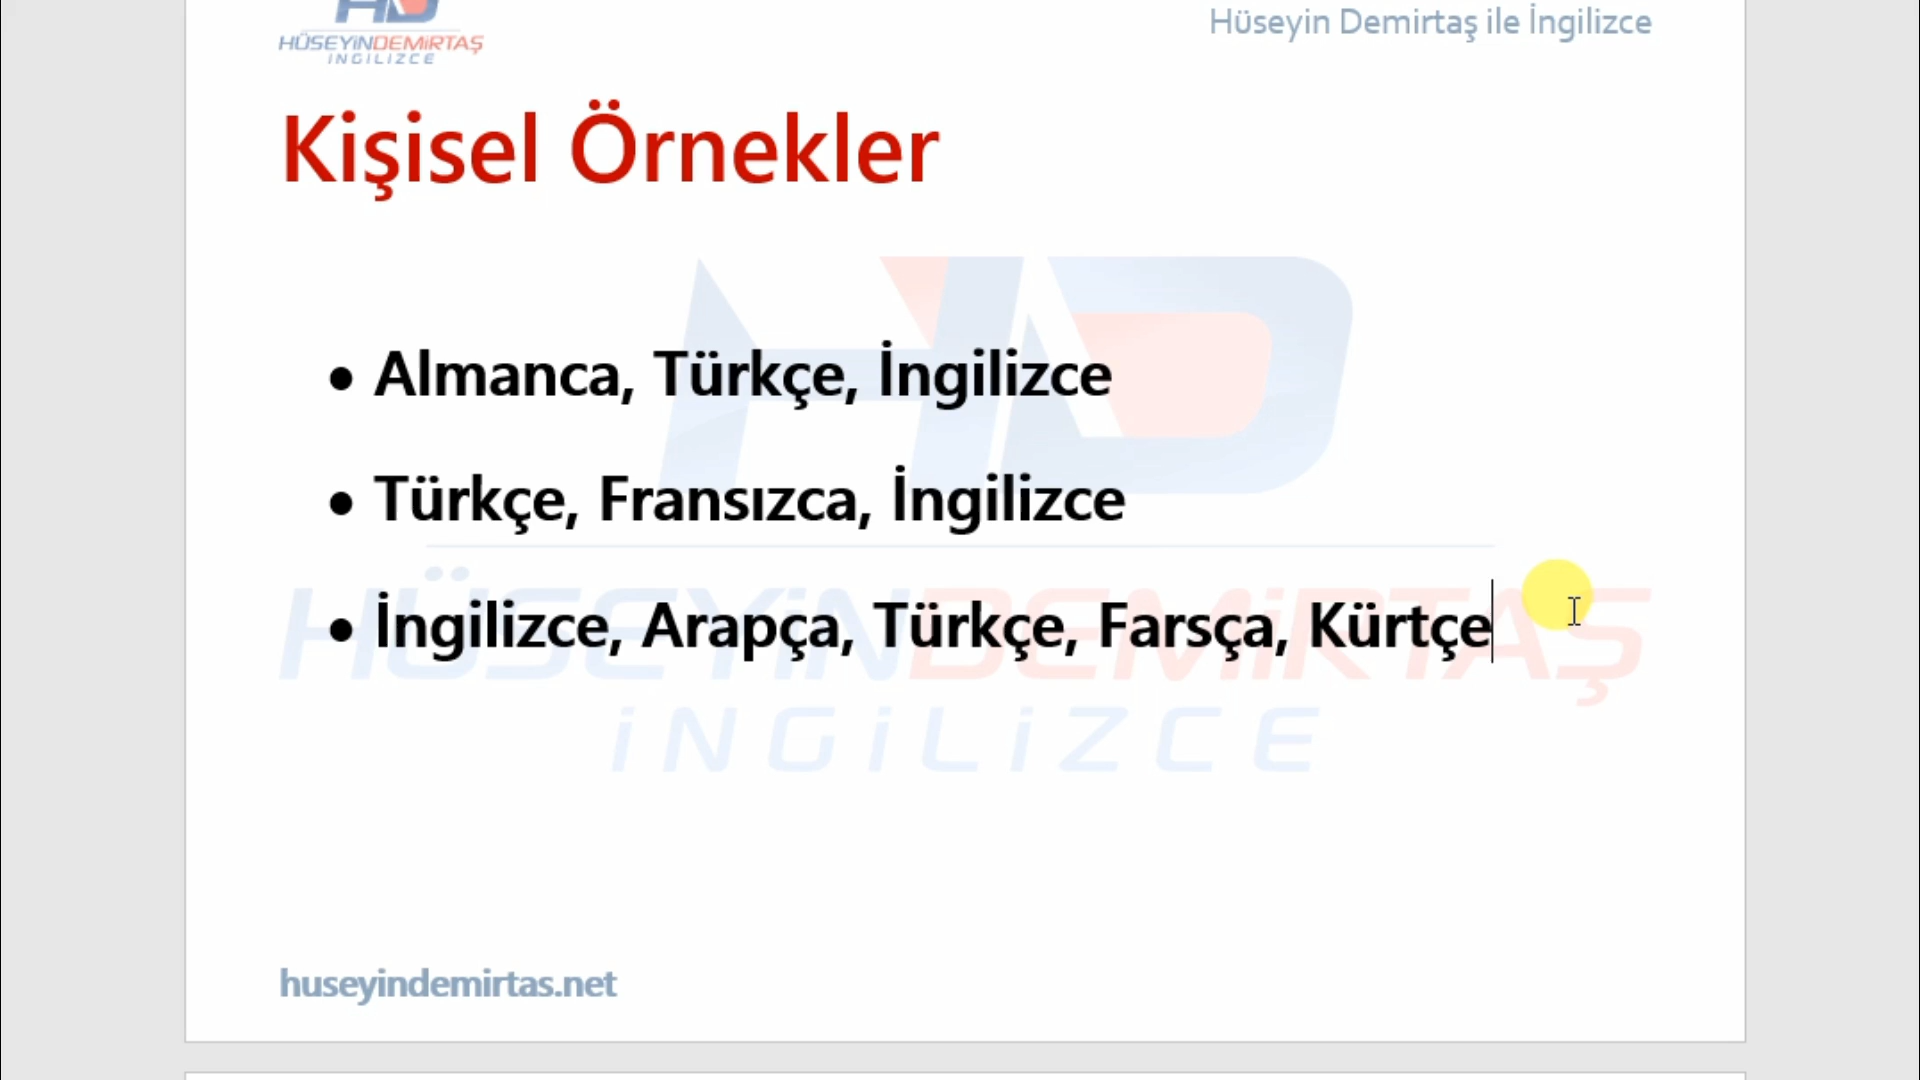 HÜSEYİNDEMİRTAŞ
İNGİLİZCE
Hüseyin Demirtaş ile İngilizce
Kişisel Örnekler
• Almanca, Türkçe, İngilizce
• Türkçe, Fransızca, İngilizce
• İngilizce, Arapça, Türkçe, Farsça, Kürtçe
HÜSEYİNDEMİRTAŞ
İNGİLİZCE
huseyindemirtas.net